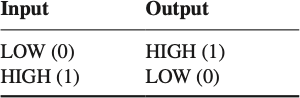 Input Output
LOW (0) HIGH (1)
HIGH (1) LOW (0)